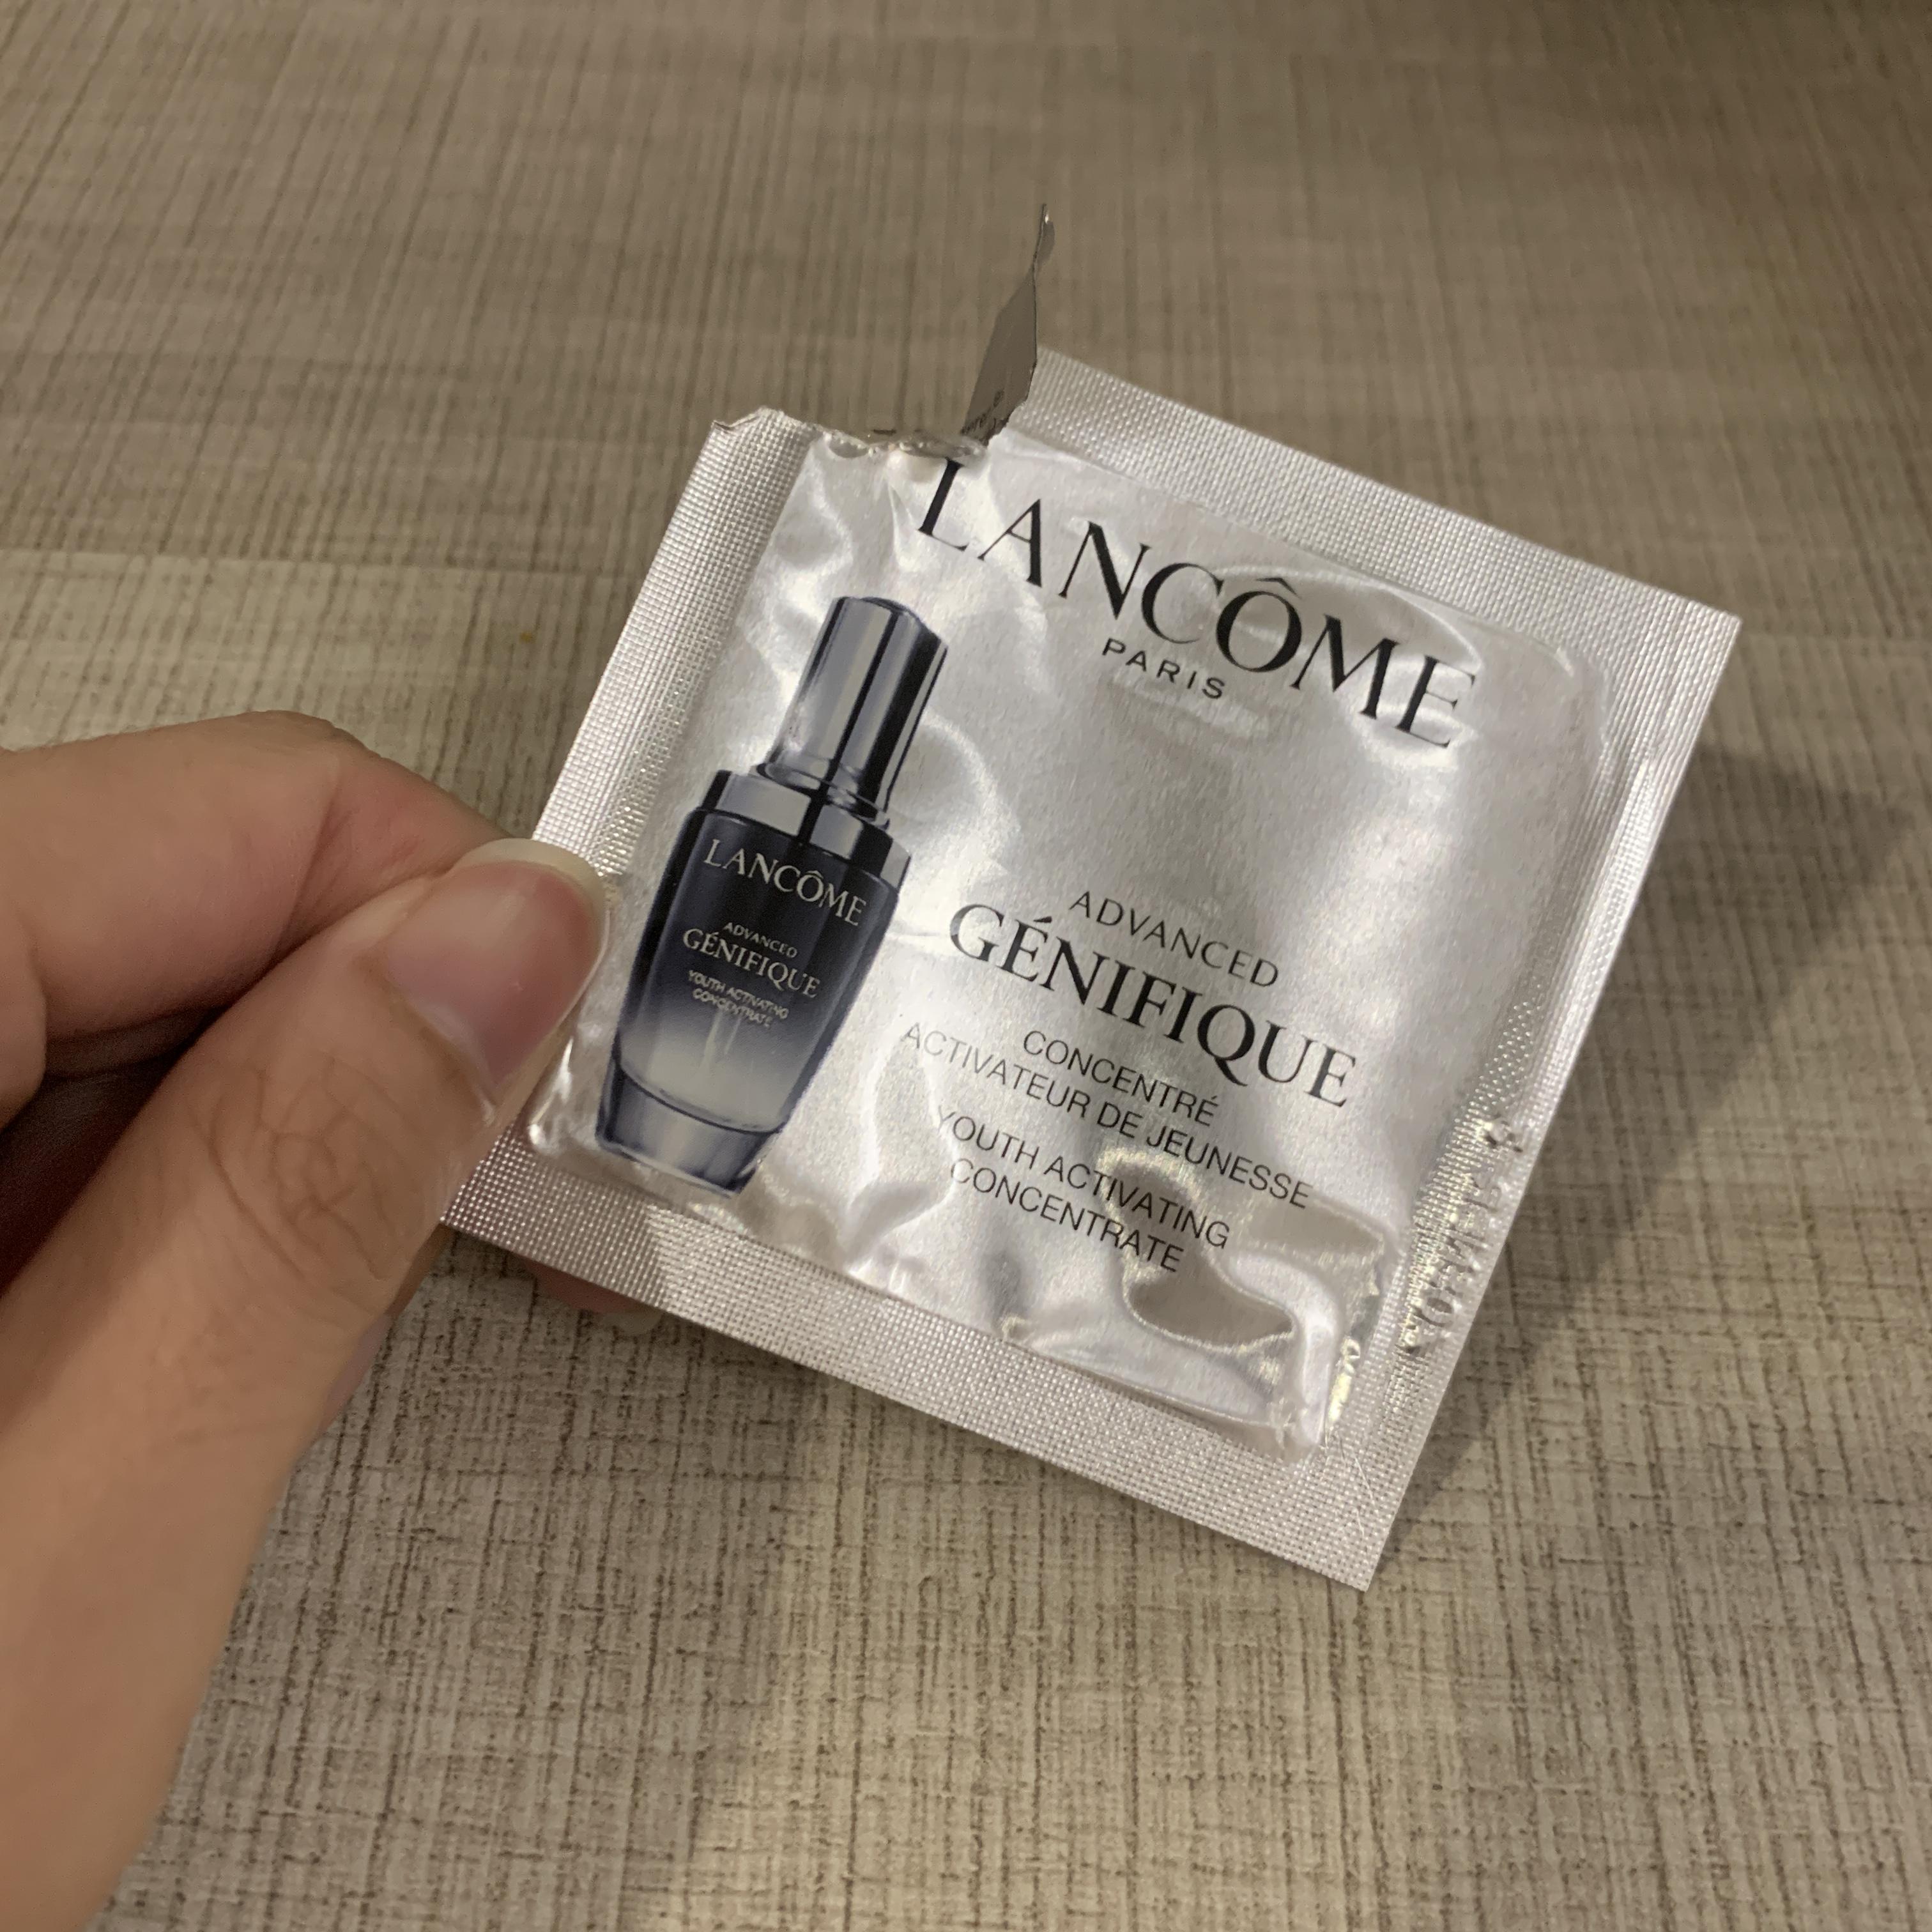 LANCÔME
PARIS
LANCÔME
ADVANCED
GÉNIFIQUE
YOUTH ACTIVATING
CONCENTRATE
ADVANCED
GÉNIFIQUE
CONCENTRÉ
ACTIVATEUR DE JEUNESSE
YOUTH ACTIVATING
CONCENTRATE